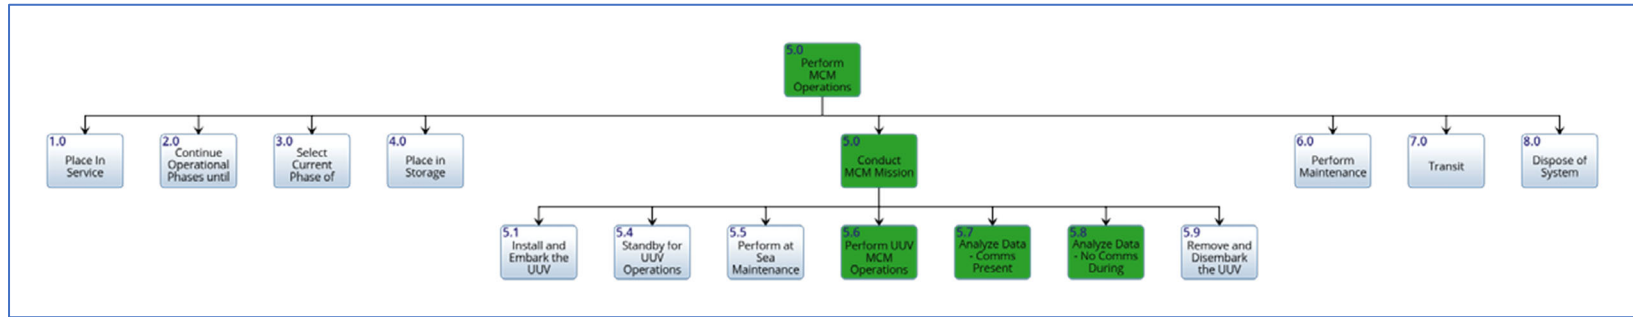 5.0
Perform
MCM
Operations
1.0
Place In
Service
2.0
Continue
Operational
Phases until
3.0
Select
Current
Phase of
4.0
Place in
Storage
5.0
Conduct
MCM Mission
6.0
Perform
Maintenance
7.0
Transit
8.0
Dispose of
System
5.1
Install and
Embark the
UUV
5.4
Standby for
UUV
Operations
5.5
Perform at
Sea
Maintenance
5.6
Perform UUV
MCM
Operations
5.7
Analyze Data
- Comms
Present
5.8
Analyze Data
- No Comms
During
5.9
Remove and
Disembark
the UUV